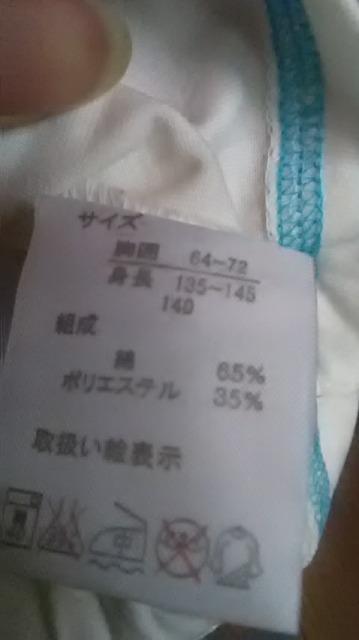 サイズ
胸囲 64~72
身長 135~145
140
組成
綿 65%
ポリエステル 35%
取扱い絵表示
中